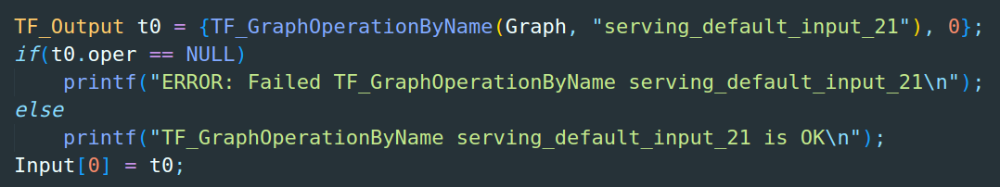 TF_Output t0 = {TF_GraphOperationByName(Graph, "serving_default_input_21"), 0};
if(t0.oper == NULL)
    printf("ERROR: Failed TF_GraphOperationByName serving_default_input_21\n");
else
    printf("TF_GraphOperationByName serving_default_input_21 is OK\n");
Input[0] = t0;